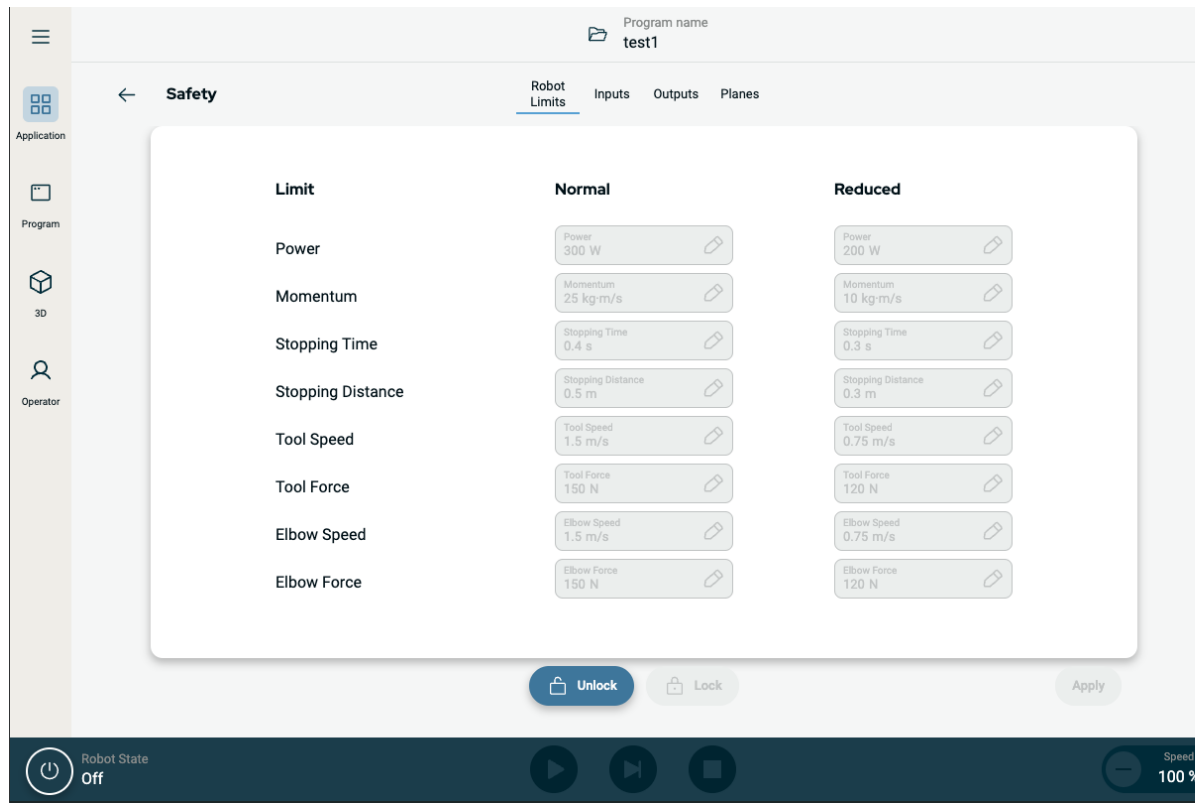 Program name
test1
Safety
Robot
Limits
Inputs
Outputs
Planes
Application
Program
3D
Operator
Limit
Normal
Reduced
Power
Power
300 W
Power
200 W
Momentum
Momentum
25 kg·m/s
Momentum
10 kg·m/s
Stopping Time
Stopping Time
0.4 s
Stopping Time
0.3 s
Stopping Distance
Stopping Distance
0.5 m
Stopping Distance
0.3 m
Tool Speed
Tool Speed
1.5 m/s
Tool Speed
0.75 m/s
Tool Force
Tool Force
150 N
Tool Force
120 N
Elbow Speed
Elbow Speed
1.5 m/s
Elbow Speed
0.75 m/s
Elbow Force
Elbow Force
150 N
Elbow Force
120 N
Unlock
Lock
Apply
Robot State
Off
Speed
100 %